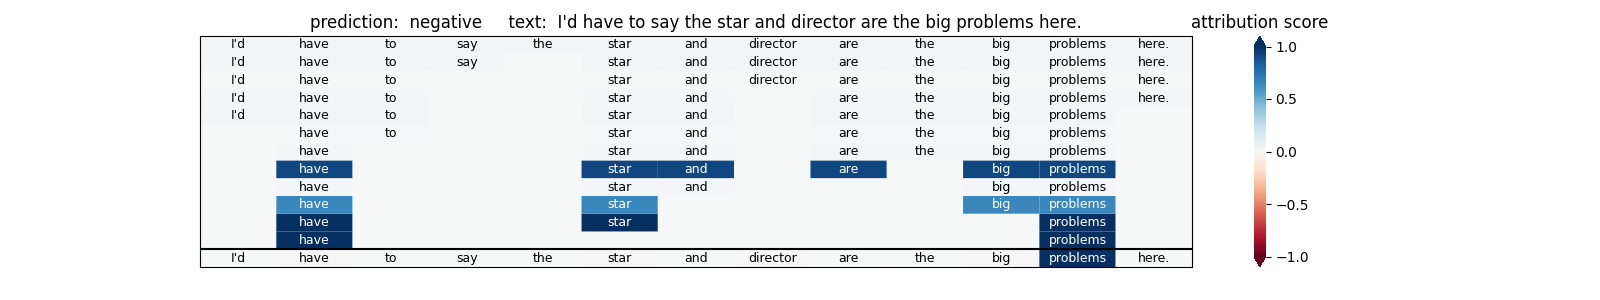 prediction:  negative     text:  I'd have to say the star and director are the big problems here.     attribution score
I'd have to say the star and director are the big problems here.
I'd have to say star and director are the big problems here.
I'd have to star and director are the big problems here.
I'd have to star and are the big problems here.
I'd have to star and are the big problems
have to star and are the big problems
have star and are the big problems
have star and are big problems
have star and big problems
have star big problems
have star problems
have problems
I'd have to say the star and director are the big problems here.
1.0
0.5
0.0
−0.5
−1.0